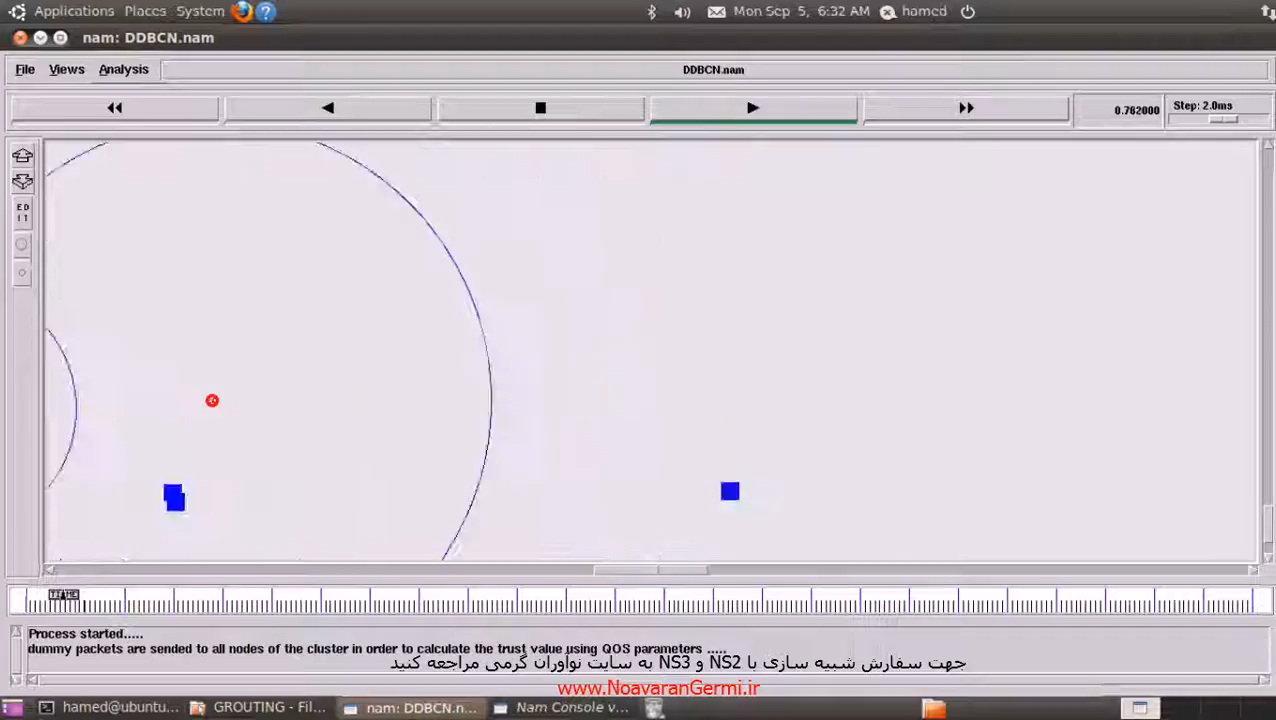 Applications Places System
Mon Sep 5, 6:32 AM
hamed
nam: DDBCN.nam
File Views Analysis
DDBCN.nam
0.762000
Step: 2.0ms
ED
IT
TIME
Process started.....
dummy packets are sended to all nodes of the cluster in order to calculate the trust value using QOS parameters .....
جهت سفارش شبیه سازی با NS2 و NS3 به سایت نوآوران گرمی مراجعه کنید
www.NoavaranGermi.ir
hamed@ubuntu...
GROUTING - Fil...
nam: DDBCN.n...
Nam Console v...